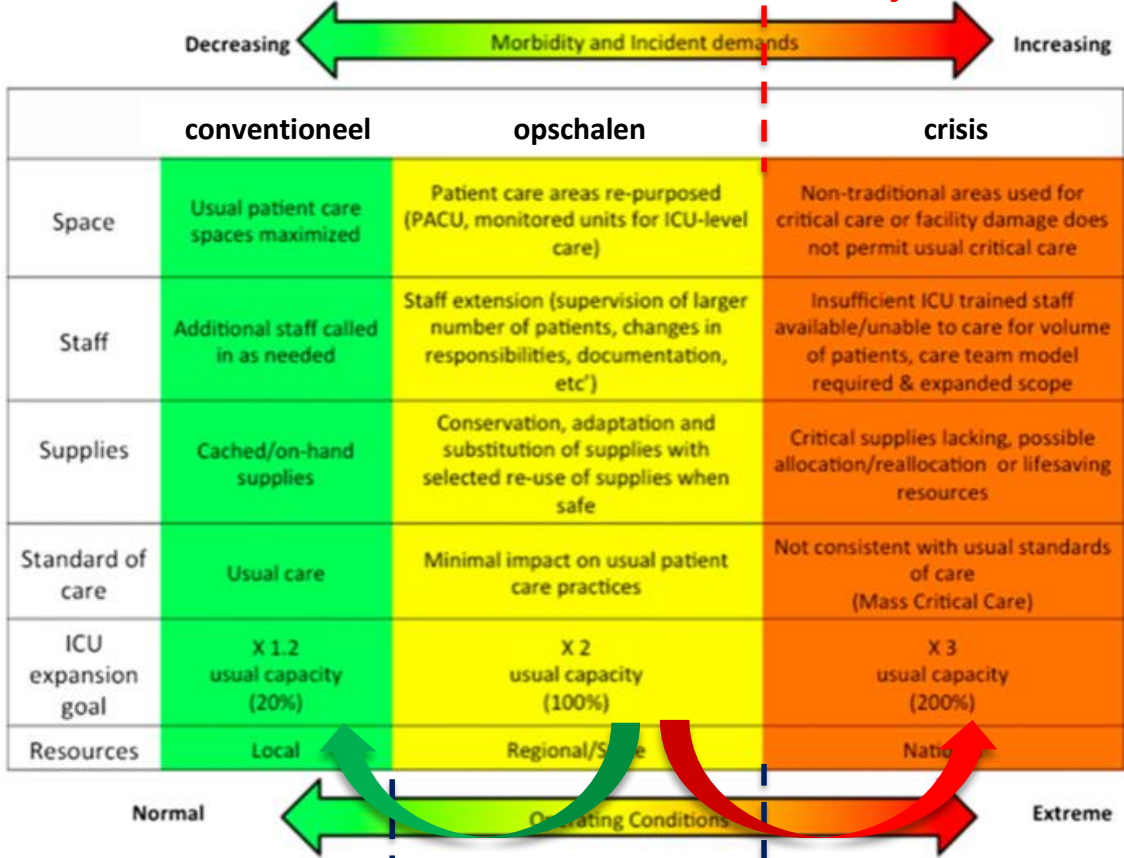 Decreasing
Morbidity and Incident demands
Increasing
conventioneel
opschalen
crisis
Space
Usual patient care
spaces maximized
Patient care areas re-purposed
(PACU, monitored units for ICU-level
care)
Non-traditional areas used for
critical care or facility damage does
not permit usual critical care
Staff
Additional staff called
in as needed
Staff extension (supervision of larger
number of patients, changes in
responsibilities, documentation,
etc')
Insufficient ICU trained staff
available/unable to care for volume
of patients, care team model
required & expanded scope
Supplies
Cached/on-hand
supplies
Conservation, adaptation and
substitution of supplies with
selected re-use of supplies when
safe
Critical supplies lacking, possible
allocation/reallocation or lifesaving
resources
Standard of
care
Usual care
Minimal impact on usual patient
care practices
Not consistent with usual standards
of care
(Mass Critical Care)
ICU
expansion
goal
X 1.2
usual capacity
(20%)
X 2
usual capacity
(100%)
X 3
usual capacity
(200%)
Resources
Local
Regional/
Normal
Operating Conditions
Extreme